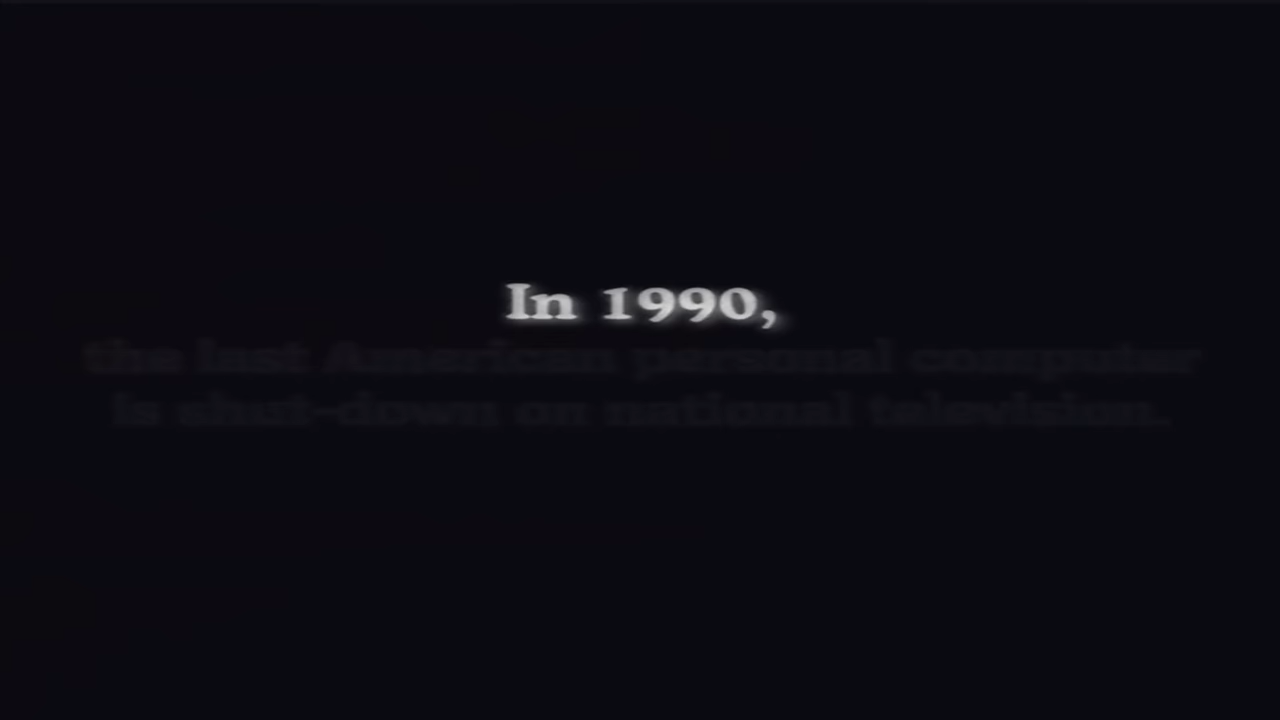 In 1990,
the last American personal computer
is shut-down on national television.